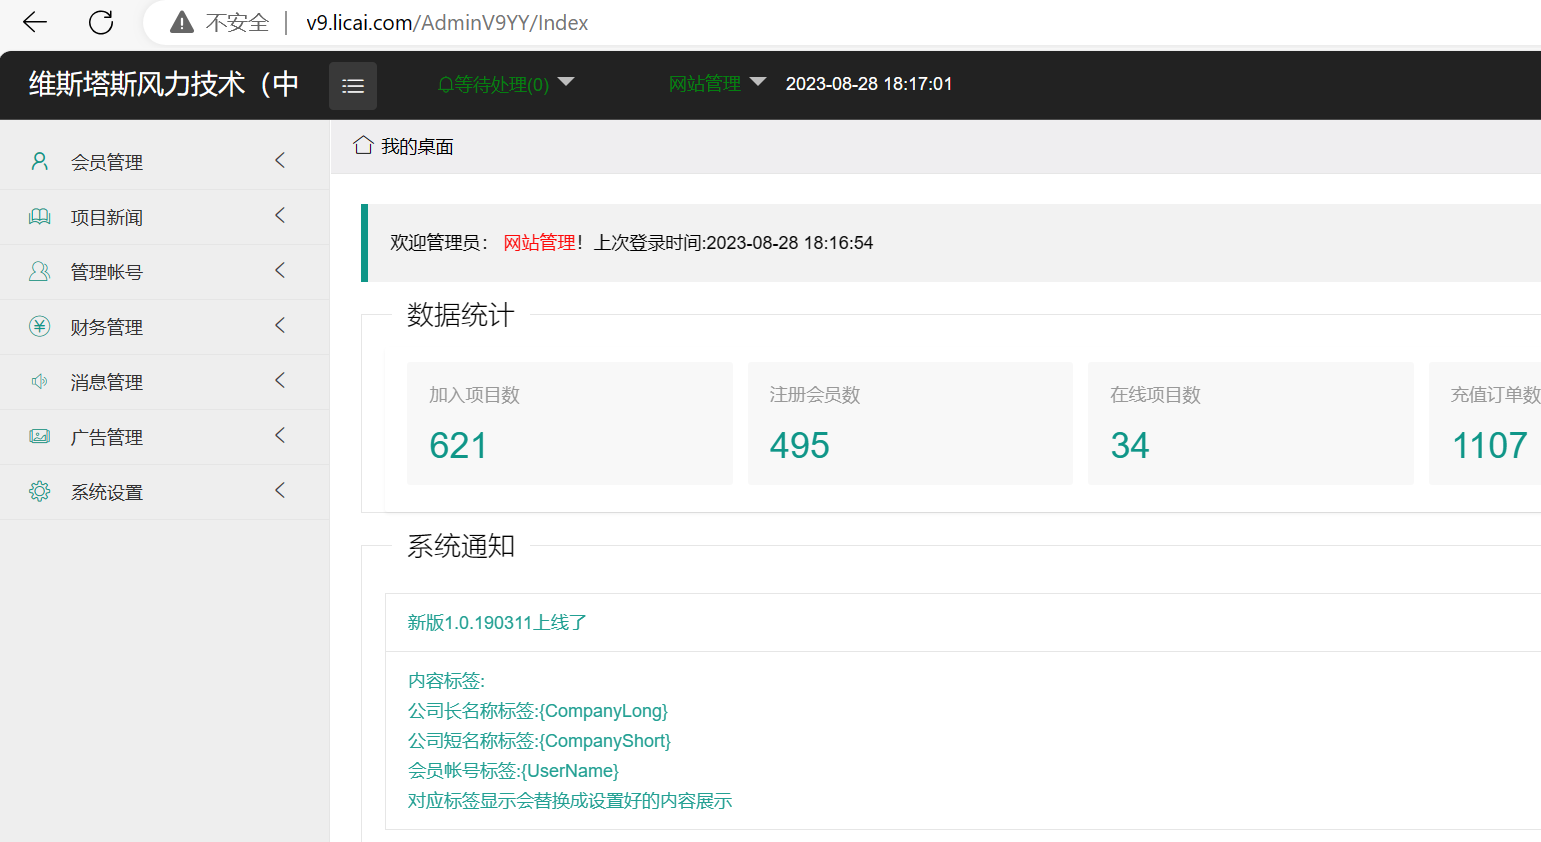 不安全 | v9.licai.com/AdminV9YY/Index
维斯塔斯风力技术（中
等待处理(0)
网站管理
2023-08-28 18:17:01
会员管理
项目新闻
管理帐号
财务管理
消息管理
广告管理
系统设置
我的桌面
欢迎管理员： 网站管理！上次登录时间:2023-08-28 18:16:54
数据统计
加入项目数
621
注册会员数
495
在线项目数
34
充值订单数
1107
系统通知
新版1.0.190311上线了
内容标签:
公司长名称标签:{CompanyLong}
公司短名称标签:{CompanyShort}
会员帐号标签:{UserName}
对应标签显示会替换成设置好的内容展示